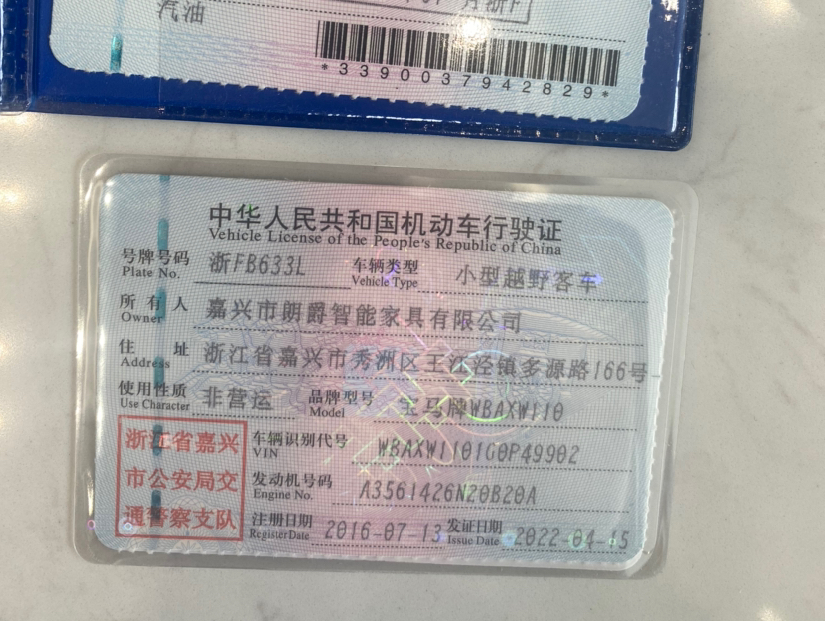 汽油
*3390037942829*
中华人民共和国机动车行驶证
Vehicle License of the People's Republic of China
号牌号码 浙FB633L 车辆类型 小型越野客车
Plate No. Vehicle Type
所有人 嘉兴市朗爵智能家具有限公司
Owner
住址 浙江省嘉兴市秀洲区王江泾镇多源路166号
Address
使用性质 非营运 品牌型号 宝马牌WBAXW110
Use Character Model
浙江省嘉兴
市公安局交
通警察支队
车辆识别代号 WBAXW1101G0P49902
VIN
发动机号码 A3561426N20B20A
Engine No.
注册日期 2016-07-13 发证日期 2022-04-15
Register Date Issue Date